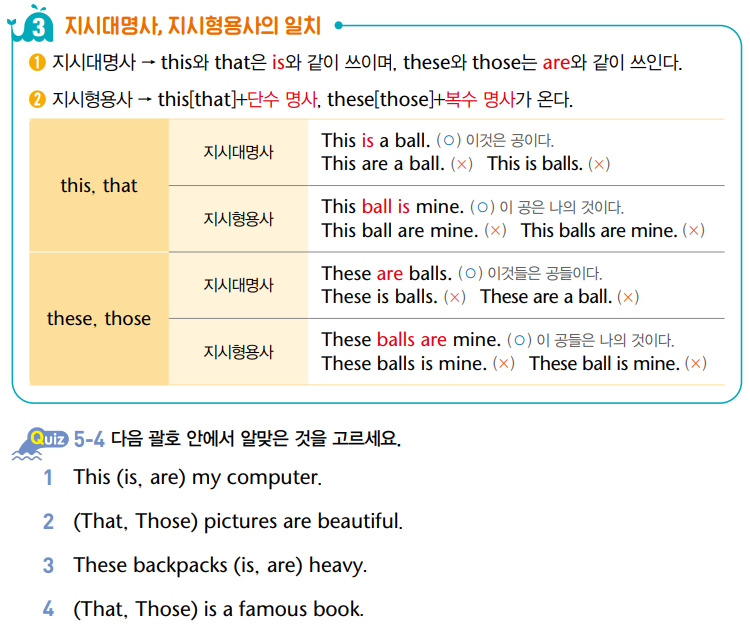 3 지시대명사, 지시형용사의 일치
1 지시대명사 → this와 that은 is와 같이 쓰이며, these와 those는 are와 같이 쓰인다.
2 지시형용사 → this[that]+단수 명사, these[those]+복수 명사가 온다.
this, that
지시대명사
This is a ball. (○) 이것은 공이다.
This are a ball. (×) This is balls. (×)
지시형용사
This ball is mine. (○) 이 공은 나의 것이다.
This ball are mine. (×) This balls are mine. (×)
these, those
지시대명사
These are balls. (○) 이것들은 공들이다.
These is balls. (×) These are a ball. (×)
지시형용사
These balls are mine. (○) 이 공들은 나의 것이다.
These balls is mine. (×) These ball is mine. (×)
Quiz 5-4 다음 괄호 안에서 알맞은 것을 고르세요.
1 This (is, are) my computer.
2 (That, Those) pictures are beautiful.
3 These backpacks (is, are) heavy.
4 (That, Those) is a famous book.